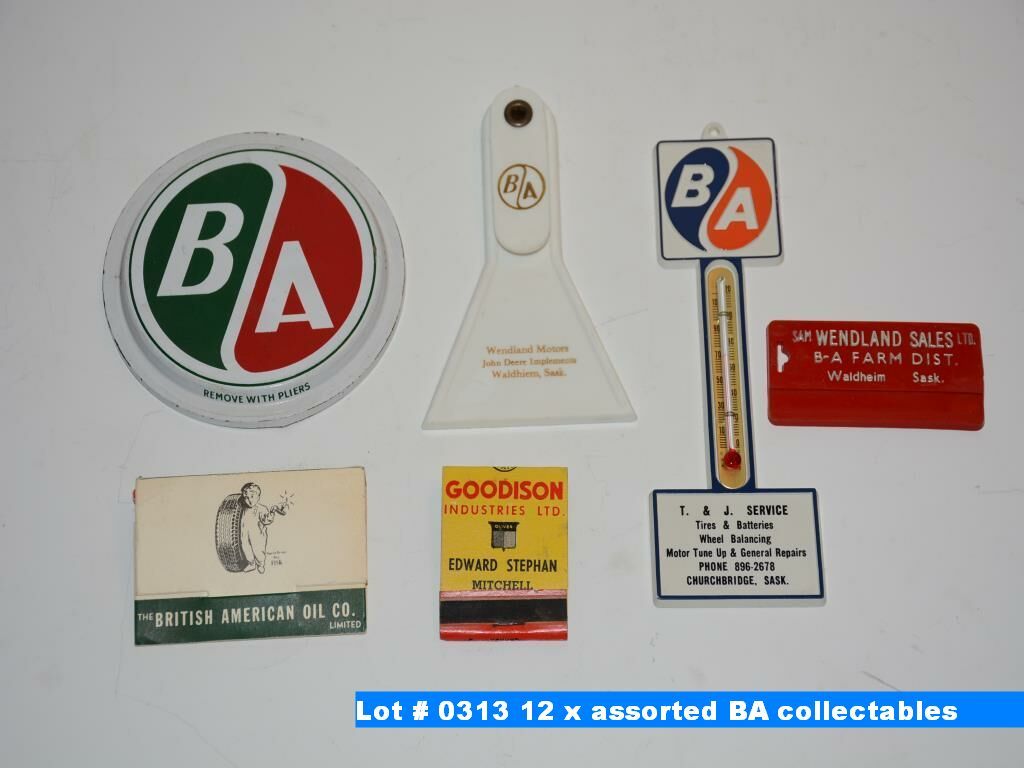 BA
REMOVE WITH PLIERS
BA
Wendland Motors
John Deere Implements
Waldhiem, Sask.
BA
T. & J. SERVICE
Tires & Batteries
Wheel Balancing
Motor Tune Up & General Repairs
PHONE 896-2678
CHURCHBRIDGE, SASK.
SAM WENDLAND SALES LTD.
B-A FARM DIST.
Waldheim Sask.
THE BRITISH AMERICAN OIL CO.
LIMITED
GOODISON
INDUSTRIES LTD.
OLIVER
EDWARD STEPHAN
MITCHELL
Lot # 0313 12 x assorted BA collectables